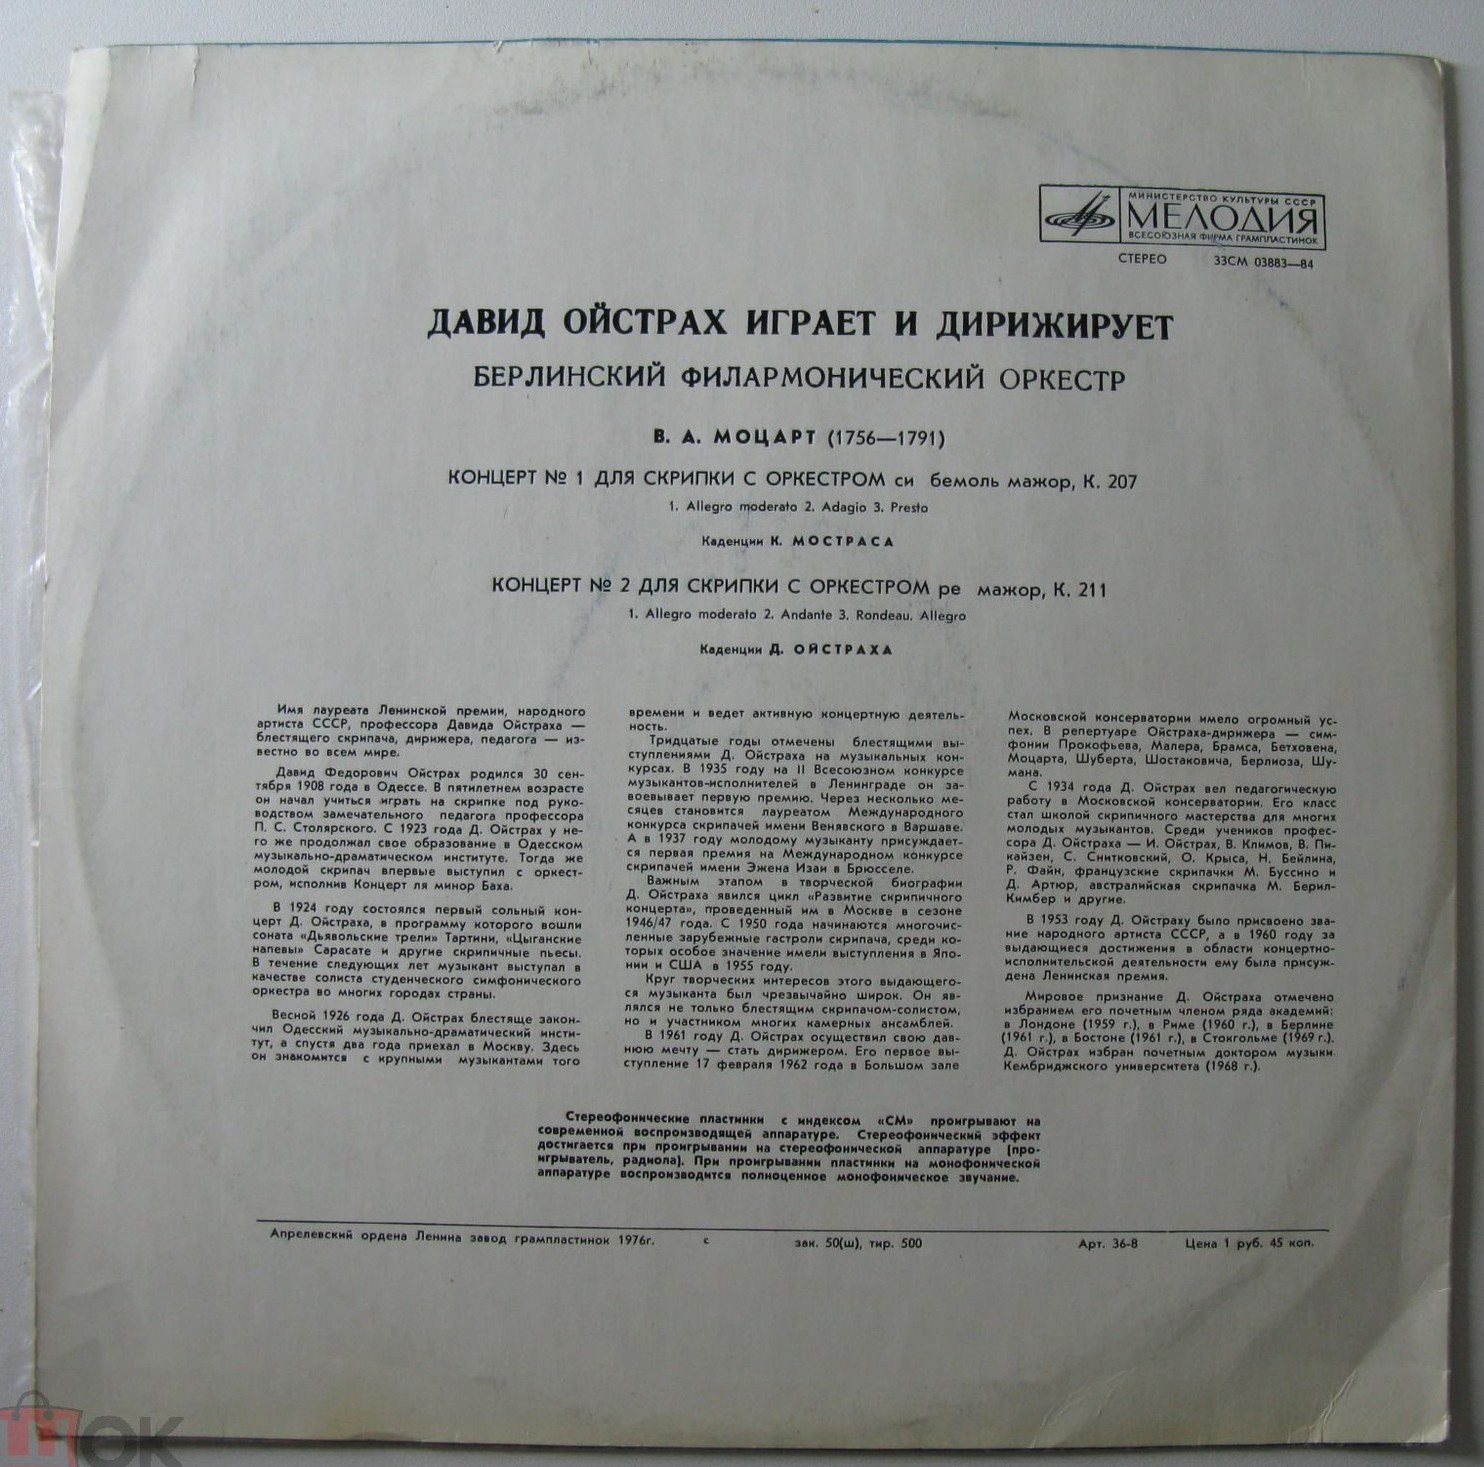 МИНИСТЕРСТВО КУЛЬТУРЫ СССР
МЕЛОДИЯ
ВСЕСОЮЗНАЯ ФИРМА ГРАМПЛАСТИНОК
СТЕРЕО 33СМ 03883—84
ДАВИД ОЙСТРАХ ИГРАЕТ И ДИРИЖИРУЕТ
БЕРЛИНСКИЙ ФИЛАРМОНИЧЕСКИЙ ОРКЕСТР
В. А. МОЦАРТ (1756—1791)
КОНЦЕРТ № 1 ДЛЯ СКРИПКИ С ОРКЕСТРОМ си бемоль мажор, К. 207
1. Allegro moderato 2. Adagio 3. Presto
Каденции К. МОСТРАСА
КОНЦЕРТ № 2 ДЛЯ СКРИПКИ С ОРКЕСТРОМ ре мажор, К. 211
1. Allegro moderato 2. Andante 3. Rondeau. Allegro
Каденции Д. ОЙСТРАХА
Имя лауреата Ленинской премии, народного
артиста СССР, профессора Давида Ойстраха —
блестящего скрипача, дирижера, педагога — из-
вестно во всем мире.
Давид Федорович Ойстрах родился 30 сен-
тября 1908 года в Одессе. В пятилетнем возрасте
он начал учиться играть на скрипке под руко-
водством замечательного педагога профессора
П. С. Столярского. С 1923 года Д. Ойстрах у не-
го же продолжал свое образование в Одесском
музыкально-драматическом институте. Тогда же
молодой скрипач впервые выступил с оркест-
ром, исполнив Концерт ля минор Баха.
В 1924 году состоялся первый сольный кон-
церт Д. Ойстраха, в программу которого вошли
соната «Дьявольские трели» Тартини, «Цыганские
напевы» Сарасате и другие скрипичные пьесы.
В течение следующих лет музыкант выступал в
качестве солиста студенческого симфонического
оркестра во многих городах страны.
Весной 1926 года Д. Ойстрах блестяще закон-
чил Одесский музыкально-драматический инсти-
тут, а спустя два года приехал в Москву. Здесь
он знакомится с крупными музыкантами того
времени и ведет активную концертную деятель-
ность.
Тридцатые годы отмечены блестящими вы-
ступлениями Д. Ойстраха на музыкальных кон-
курсах. В 1935 году на II Всесоюзном конкурсе
музыкантов-исполнителей в Ленинграде он за-
воевывает первую премию. Через несколько ме-
сяцев становится лауреатом Международного
конкурса скрипачей имени Венявского в Варшаве.
А в 1937 году молодому музыканту присуждает-
ся первая премия на Международном конкурсе
скрипачей имени Эжена Изаи в Брюсселе.
Важным этапом в творческой биографии
Д. Ойстраха явился цикл «Развитие скрипичного
концерта», проведенный им в Москве в сезоне
1946/47 года. С 1950 года начинаются многочис-
ленные зарубежные гастроли скрипача, среди ко-
торых особое значение имели выступления в Япо-
нии и США в 1955 году.
Круг творческих интересов этого выдающего-
ся музыканта был чрезвычайно широк. Он яв-
лялся не только блестящим скрипачом-солистом,
но и участником многих камерных ансамблей.
В 1961 году Д. Ойстрах осуществил свою дав-
нюю мечту — стать дирижером. Его первое вы-
ступление 17 февраля 1962 года в Большом зале
Московской консерватории имело огромный ус-
пех. В репертуаре Ойстраха-дирижера — сим-
фонии Прокофьева, Малера, Брамса, Бетховена,
Моцарта, Шуберта, Шостаковича, Берлиоза, Шу-
мана.
С 1934 года Д. Ойстрах вел педагогическую
работу в Московской консерватории. Его класс
стал школой скрипичного мастерства для многих
молодых музыкантов. Среди учеников профес-
сора Д. Ойстраха — И. Ойстрах, В. Климов, В. Пи-
кайзен, С. Снитковский, О. Крыса, Н. Бейлина,
Р. Файн, французские скрипачки М. Буссино и
Д. Артюр, австралийская скрипачка М. Берил-
Кимбер и другие.
В 1953 году Д. Ойстраху было присвоено зва-
ние народного артиста СССР, а в 1960 году за
выдающиеся достижения в области концертно-
исполнительской деятельности ему была присуж-
дена Ленинская премия.
Мировое признание Д. Ойстраха отмечено
избранием его почетным членом ряда академий:
в Лондоне (1959 г.), в Риме (1960 г.), в Берлине
(1961 г.), в Бостоне (1961 г.), в Стокгольме (1969 г.).
Д. Ойстрах избран почетным доктором музыки
Кембриджского университета (1968 г.).
Стереофонические пластинки с индексом «СМ» проигрывают на
современной воспроизводящей аппаратуре. Стереофонический эффект
достигается при проигрывании на стереофонической аппаратуре (про-
игрыватель, радиола). При проигрывании пластинки на монофонической
аппаратуре воспроизводится полноценное монофоническое звучание.
Апрелевский ордена Ленина завод грампластинок 1976г. с зак. 50(ш), тир. 500 Арт. 36-8 Цена 1 руб. 45 коп.
МОК